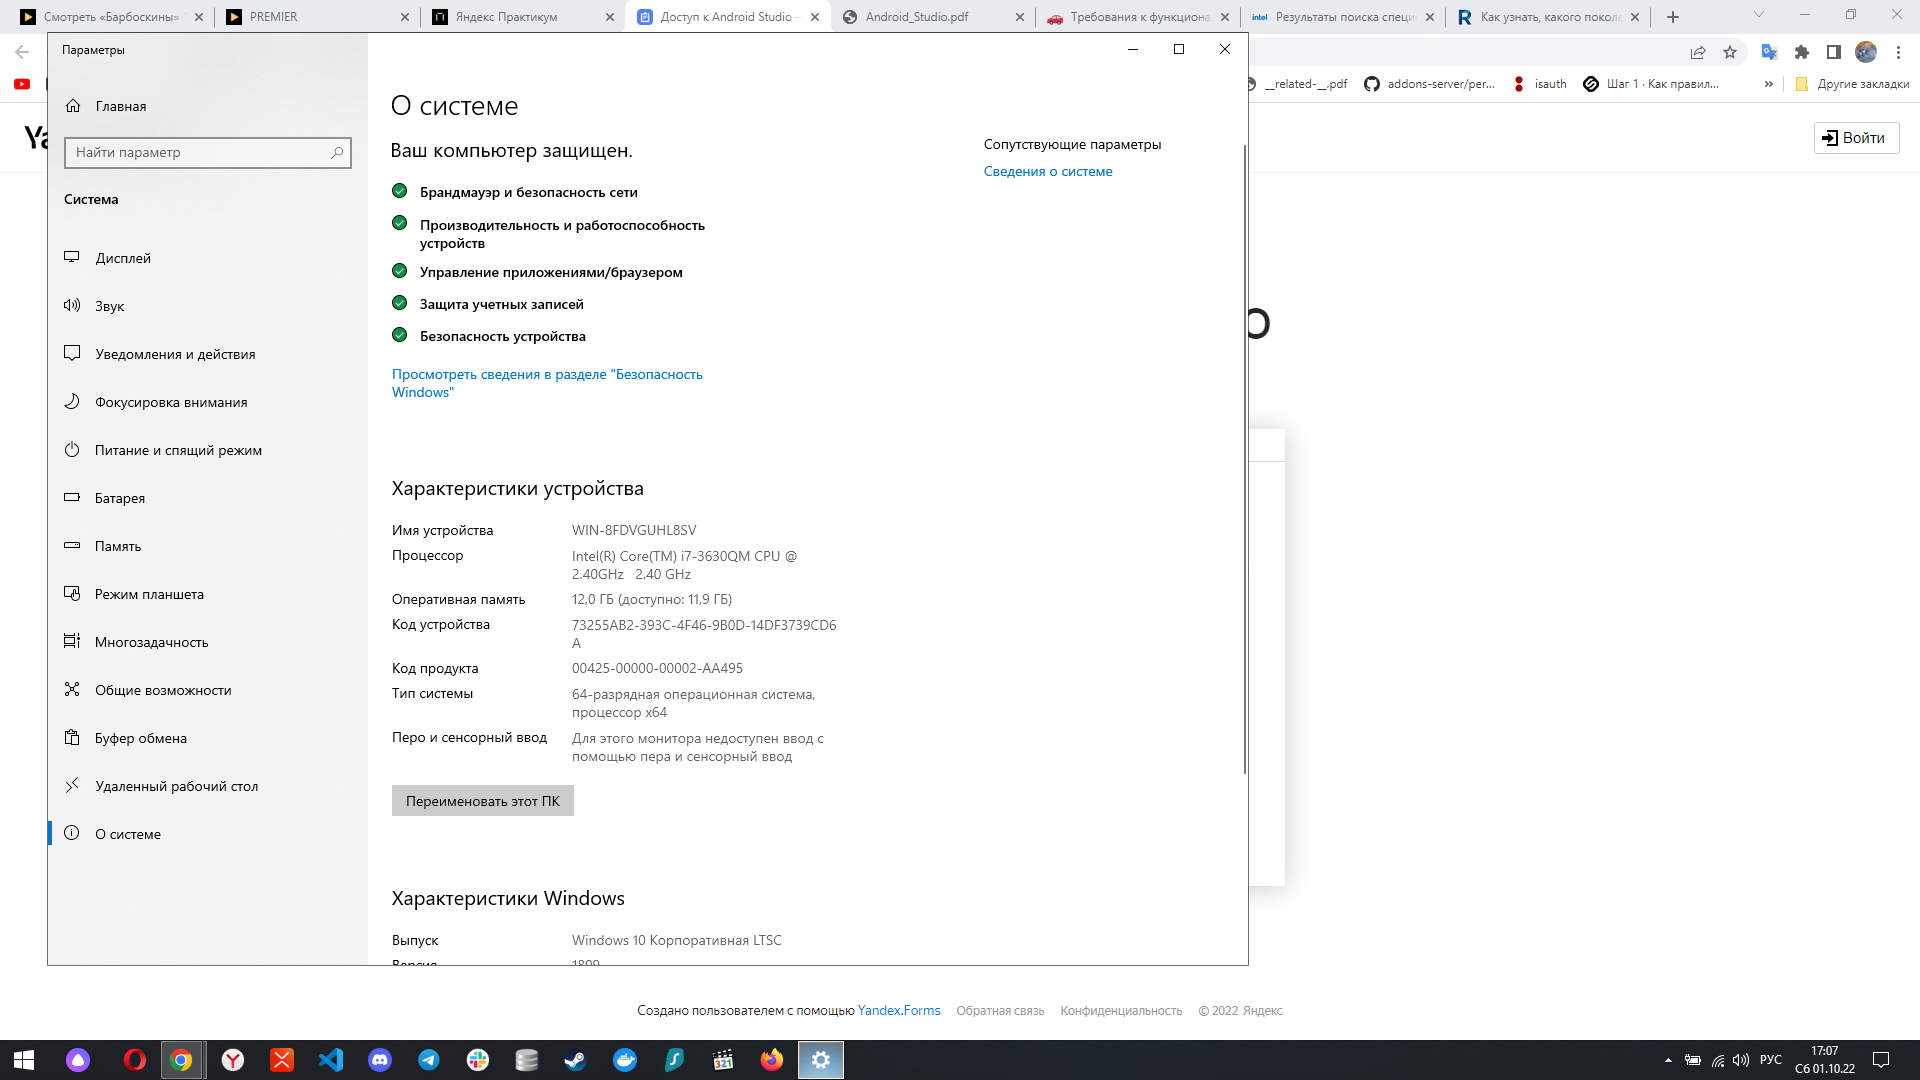 Смотреть «Барбоскины»
PREMIER
Яндекс Практикум
Доступ к Android Studio –
Android_Studio.pdf
Требования к функциона
intel Результаты поиска специ
Как узнать, какого поколе
Параметры
__related-__.pdf
addons-server/per...
isauth
Шаг 1 · Как правил...
»
Другие закладки
Главная
О системе
Ya
Войти
Найти параметр
Ваш компьютер защищен.
Сопутствующие параметры
Сведения о системе
Система
Брандмауэр и безопасность сети
Производительность и работоспособность
устройств
Управление приложениями/браузером
Защита учетных записей
Безопасность устройства
Просмотреть сведения в разделе "Безопасность
Windows"
Дисплей
Звук
Уведомления и действия
Фокусировка внимания
Питание и спящий режим
Батарея
Память
Режим планшета
Многозадачность
Общие возможности
Буфер обмена
Удаленный рабочий стол
О системе
Характеристики устройства
Имя устройства WIN-8FDVGUHL8SV
Процессор Intel(R) Core(TM) i7-3630QM CPU @
2.40GHz 2.40 GHz
Оперативная память 12,0 ГБ (доступно: 11,9 ГБ)
Код устройства 73255AB2-393C-4F46-9B0D-14DF3739CD6
A
Код продукта 00425-00000-00002-AA495
Тип системы 64-разрядная операционная система,
процессор x64
Перо и сенсорный ввод Для этого монитора недоступен ввод с
помощью пера и сенсорный ввод
Переименовать этот ПК
Характеристики Windows
Выпуск Windows 10 Корпоративная LTSC
Версия 1809
Создано пользователем с помощью Yandex.Forms Обратная связь Конфиденциальность © 2022 Яндекс
321
РУС
17:07
Сб 01.10.22